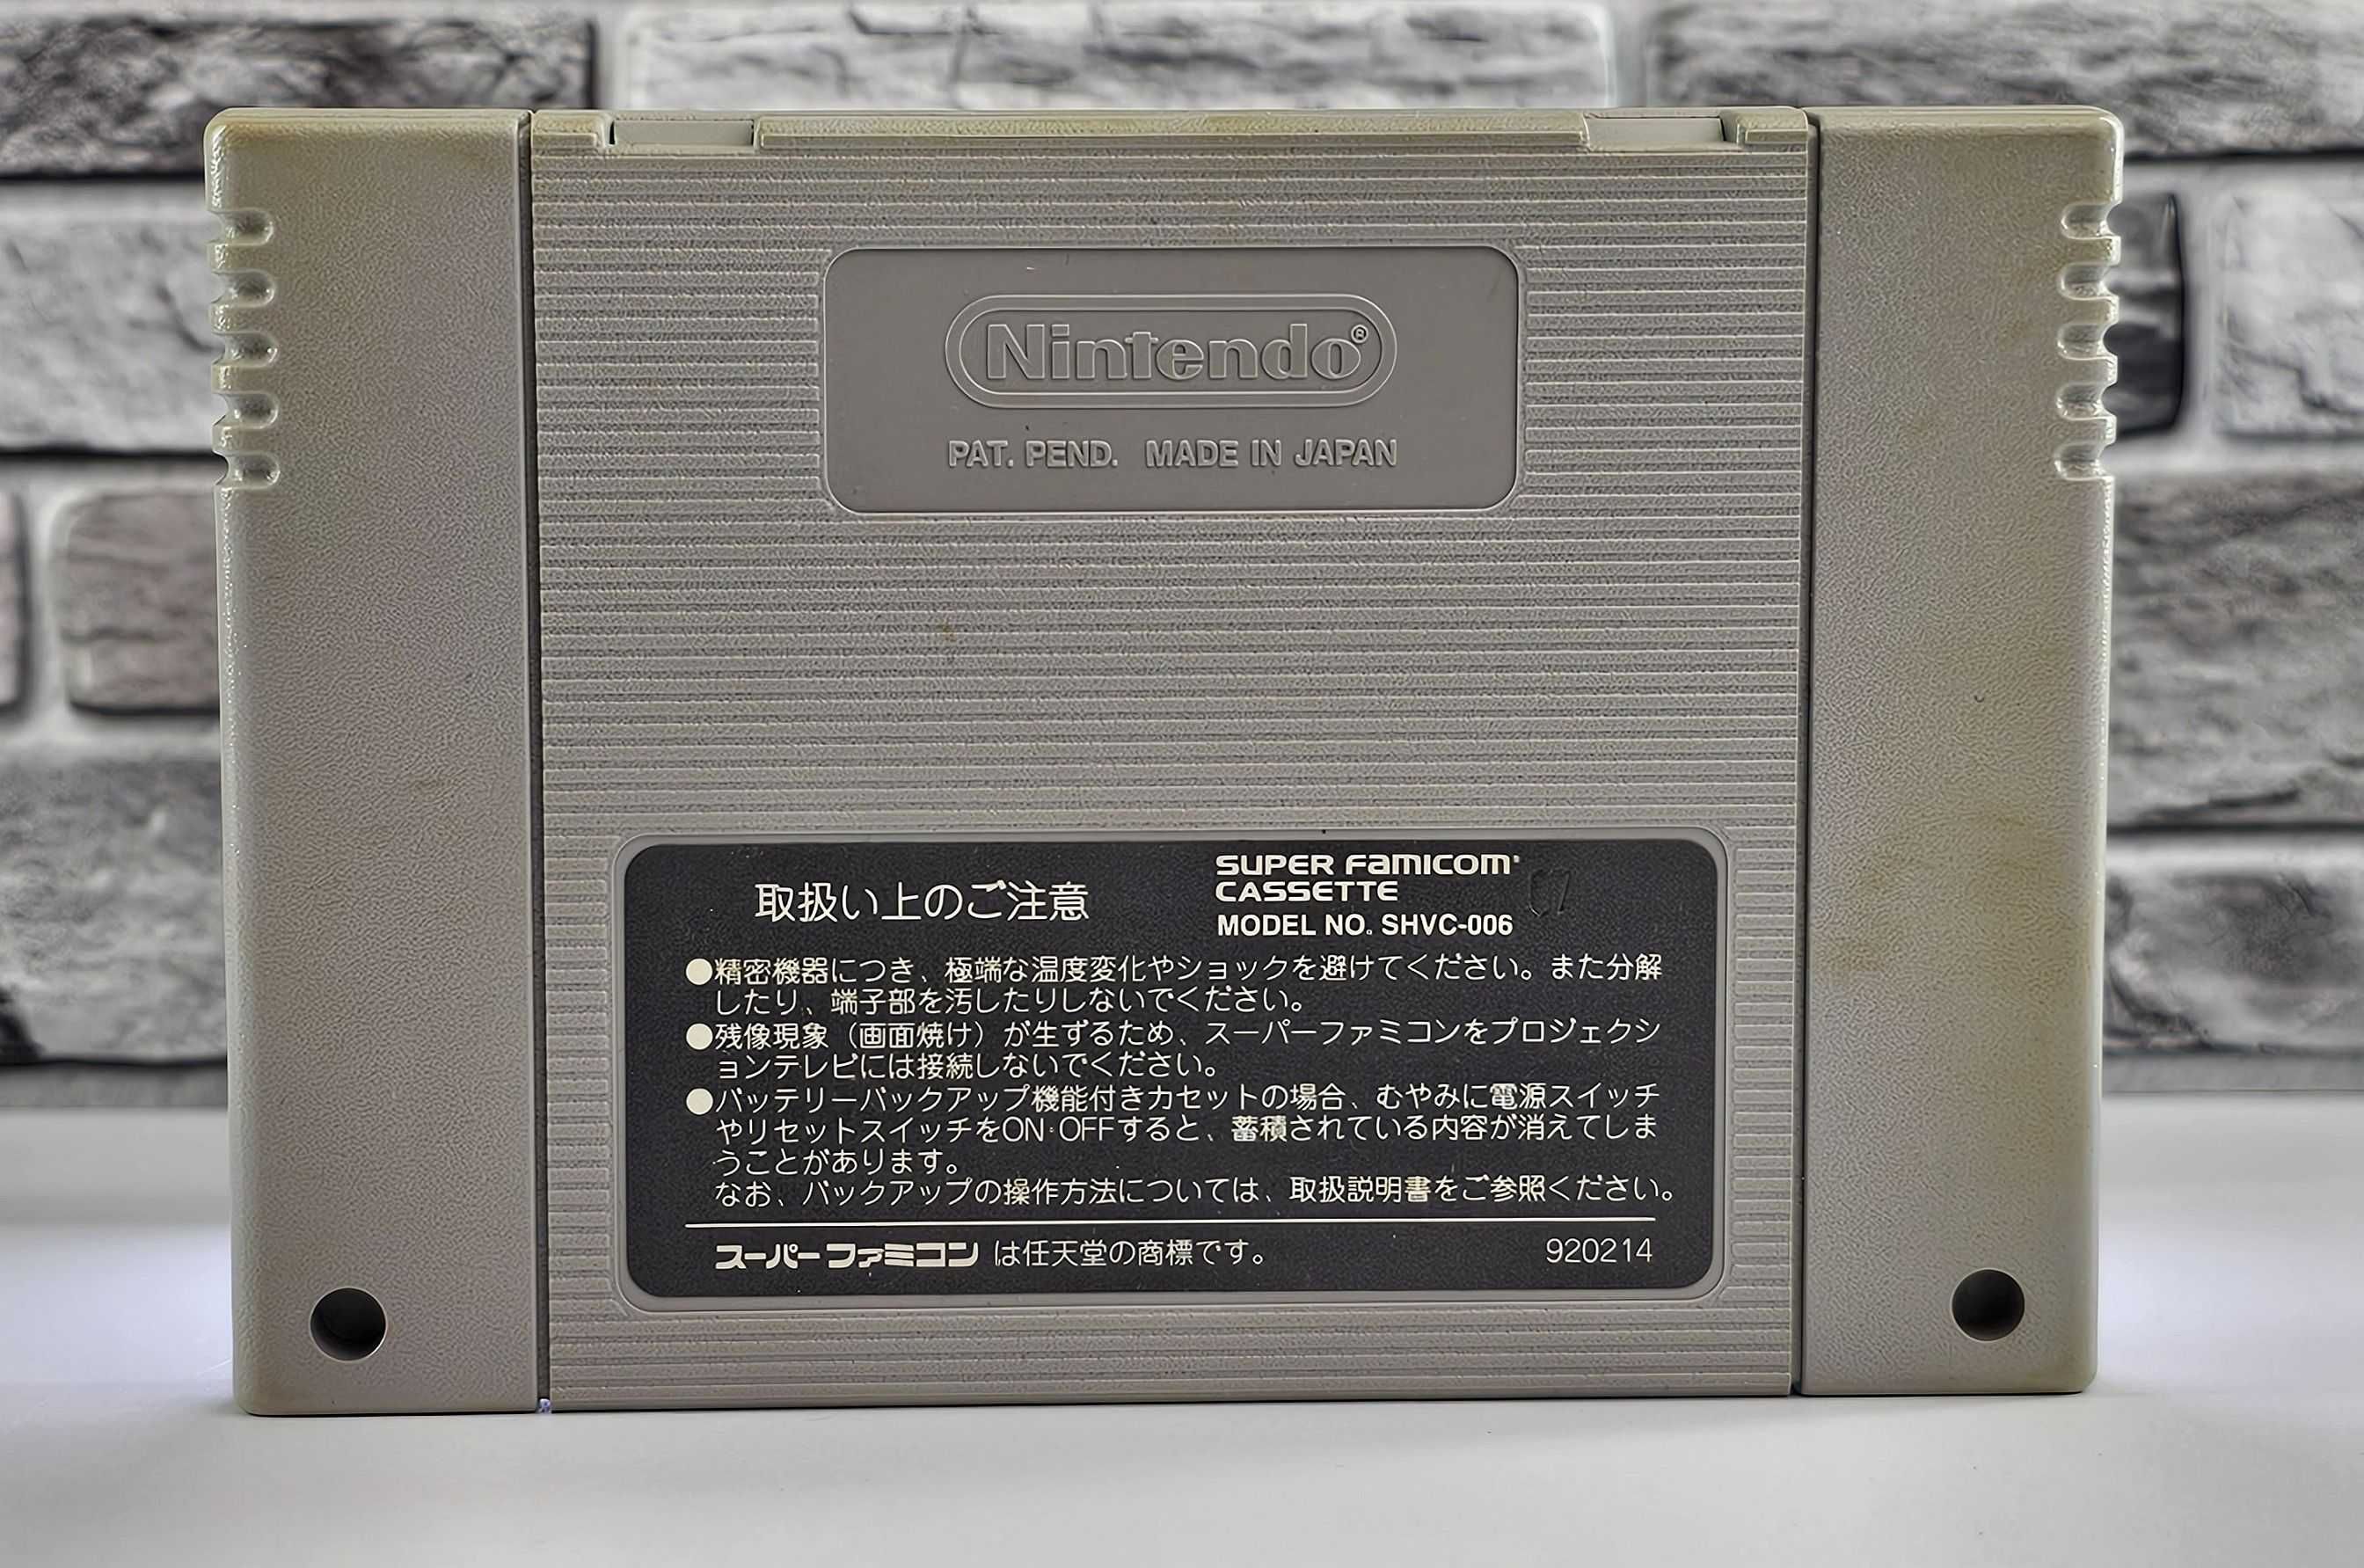 Nintendo®
PAT. PEND. MADE IN JAPAN
取扱い上のご注意
SUPER FAMICOM
CASSETTE
MODEL NO. SHVC-006
●精密機器につき、極端な温度変化やショックを避けてください。また分解
したり、端子部を汚したりしないでください。
●残像現象（画面焼け）が生ずるため、スーパーファミコンをプロジェクシ
ョンテレビには接続しないでください。
●バッテリーバックアップ機能付きカセットの場合、むやみに電源スイッチ
やリセットスイッチをON・OFFすると、蓄積されている内容が消えてしま
うことがあります。
なお、バックアップの操作方法については、取扱説明書をご参照ください。
スーパーファミコン は任天堂の商標です。
920214